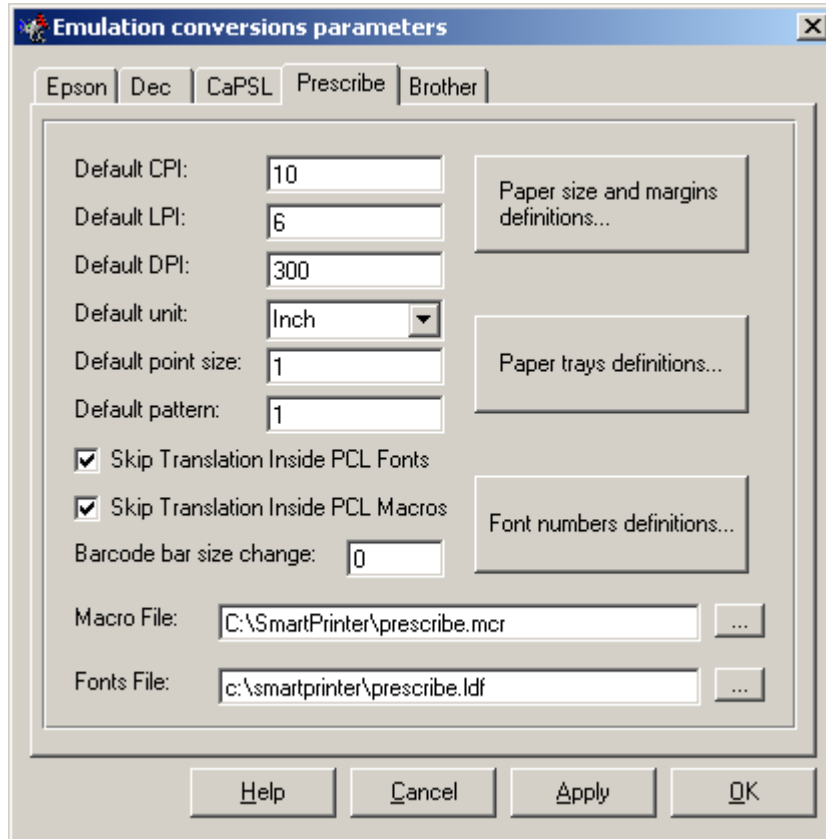 Emulation conversions parameters
Epson Dec CaPSL Prescribe Brother
Default CPI: 10
Paper size and margins
definitions...
Default LPI: 6
Default DPI: 300
Default unit: Inch
Default point size: 1
Paper trays definitions...
Default pattern: 1
Skip Translation Inside PCL Fonts
Skip Translation Inside PCL Macros
Font numbers definitions...
Barcode bar size change: 0
Macro File: C:\SmartPrinter\prescribe.mcr ...
Fonts File: c:\smartprinter\prescribe.ldf ...
Help Cancel Apply OK